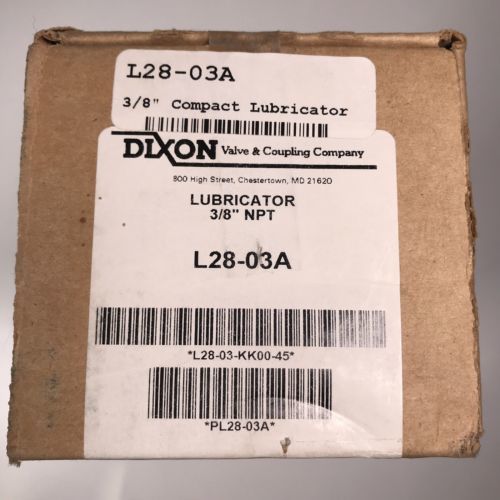 L28-03A
3/8" Compact Lubricator
DIXON Valve & Coupling Company
800 High Street, Chestertown, MD 21620
LUBRICATOR
3/8" NPT
L28-03A
*L28-03-KK00-45*
*PL28-03A*